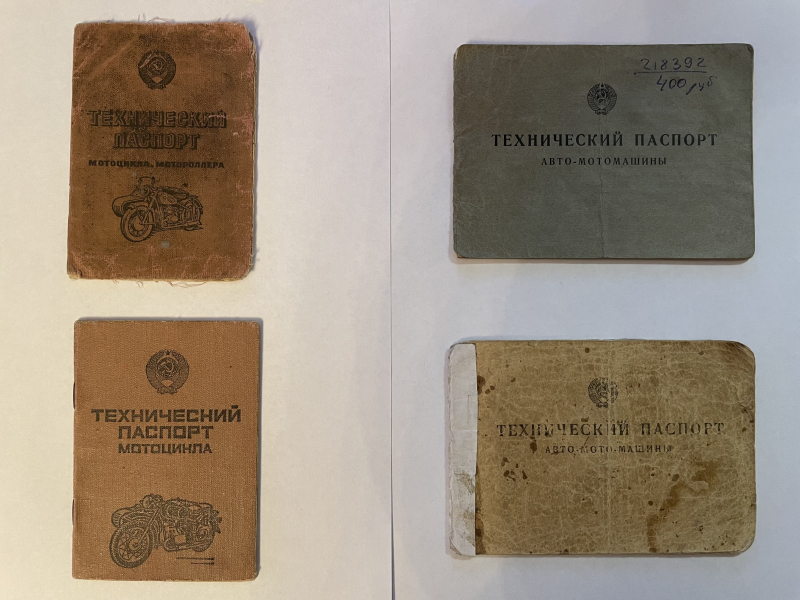 ТЕХНИЧЕСКИЙ
ПАСПОРТ
МОТОЦИКЛА, МОТОРОЛЛЕРА
218392
400 руб
ТЕХНИЧЕСКИЙ ПАСПОРТ
АВТО-МОТОМАШИНЫ
ТЕХНИЧЕСКИЙ
ПАСПОРТ
МОТОЦИКЛА
ТЕХНИЧЕСКИЙ ПАСПОРТ
АВТО-МОТО-МАШИНЫ